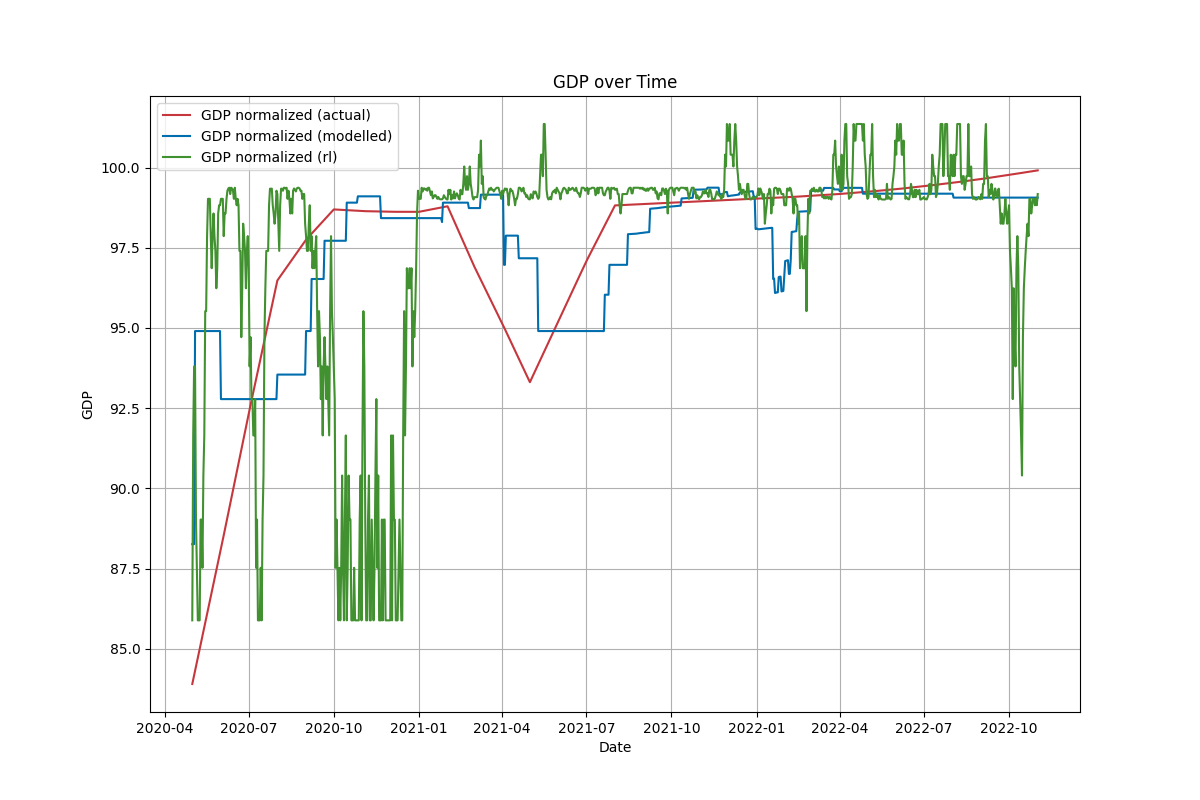 GDP over Time
GDP normalized (actual)
GDP normalized (modelled)
GDP normalized (rl)
100.0
97.5
95.0
92.5
90.0
87.5
85.0
GDP
2020-04 2020-07 2020-10 2021-01 2021-04 2021-07 2021-10 2022-01 2022-04 2022-07 2022-10
Date